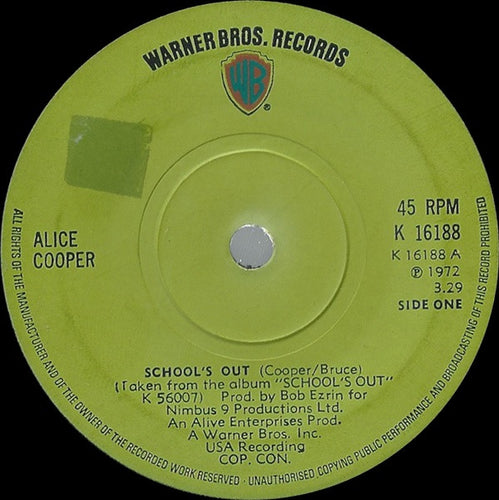 WARNER BROS. RECORDS
WB
®
ALICE
COOPER
45 RPM
K 16188
K 16188 A
℗ 1972
3.29
SIDE ONE
SCHOOL'S OUT (Cooper/Bruce)
(Taken from the album "SCHOOL'S OUT"
K 56007) Prod. by Bob Ezrin for
Nimbus 9 Productions Ltd.
An Alive Enterprises Prod.
A Warner Bros. Inc.
USA Recording
COP. CON.
ALL RIGHTS OF THE MANUFACTURER AND OF THE OWNER OF THE RECORDED WORK RESERVED · UNAUTHORISED COPYING PUBLIC PERFORMANCE AND BROADCASTING OF THIS RECORD PROHIBITED